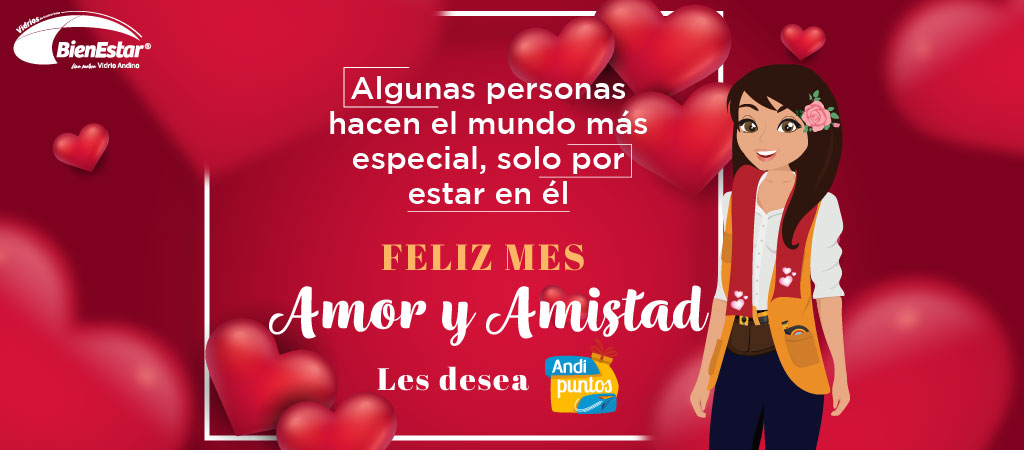 Vidrios
BienEstar®
Vidrio Andino
Algunas personas
hacen el mundo más
especial, solo por
estar en él
FELIZ MES
Amor y Amistad
Les desea
Andi
puntos